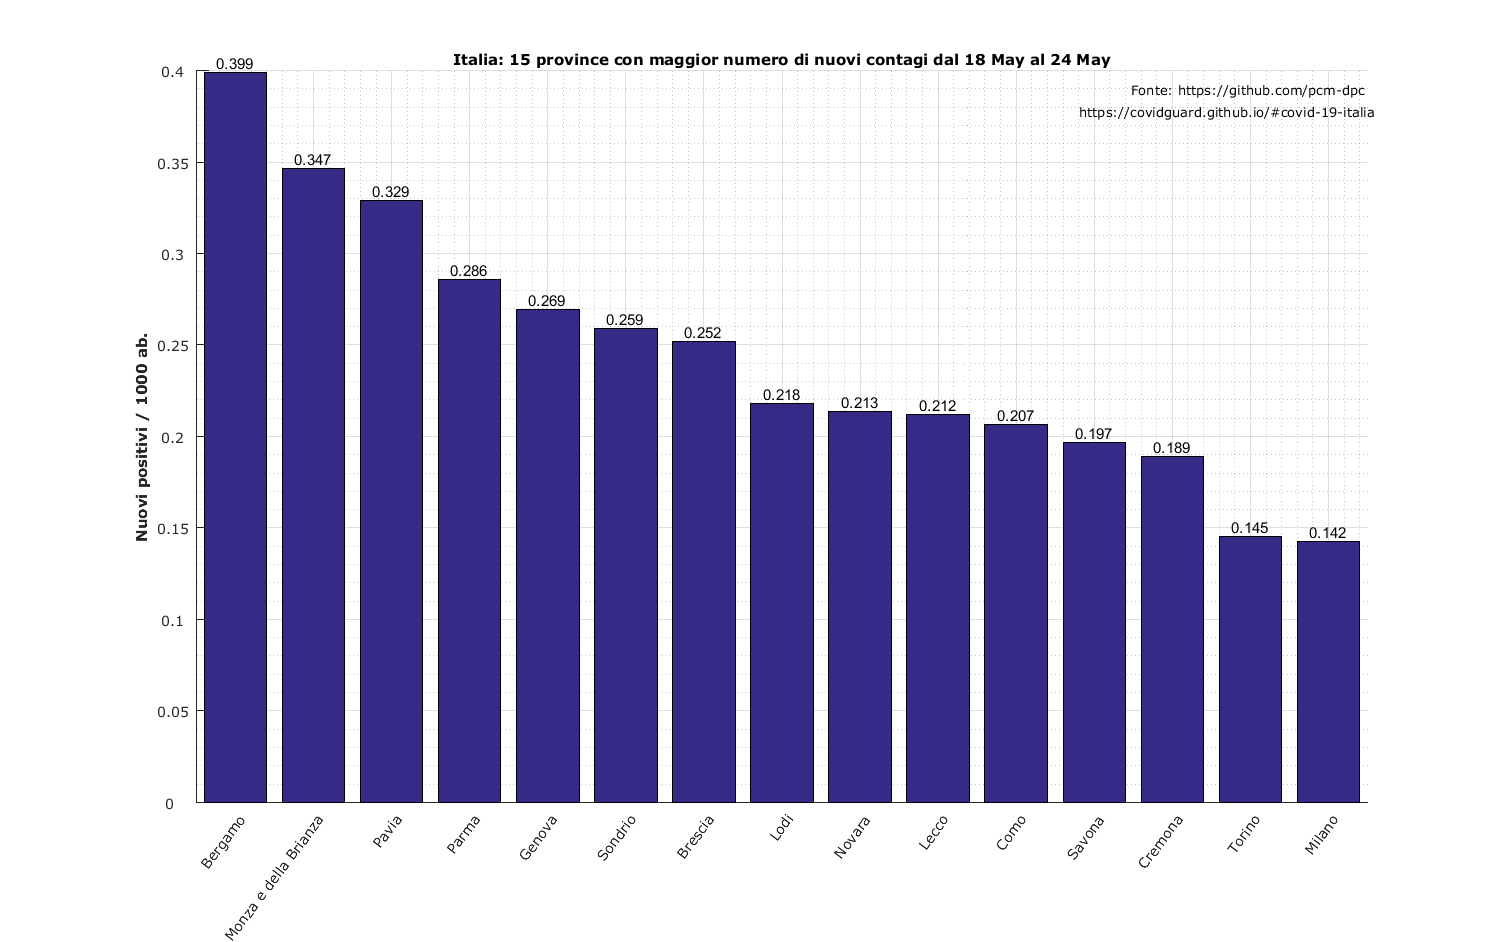 Italia: 15 province con maggior numero di nuovi contagi dal 18 May al 24 May
Fonte: https://github.com/pcm-dpc
https://covidguard.github.io/#covid-19-italia
Nuovi positivi / 1000 ab.
0.4
0.35
0.3
0.25
0.2
0.15
0.1
0.05
0
0.399
0.347
0.329
0.286
0.269
0.259
0.252
0.218
0.213
0.212
0.207
0.197
0.189
0.145
0.142
Bergamo
Monza e della Brianza
Pavia
Parma
Genova
Sondrio
Brescia
Lodi
Novara
Lecco
Como
Savona
Cremona
Torino
Milano